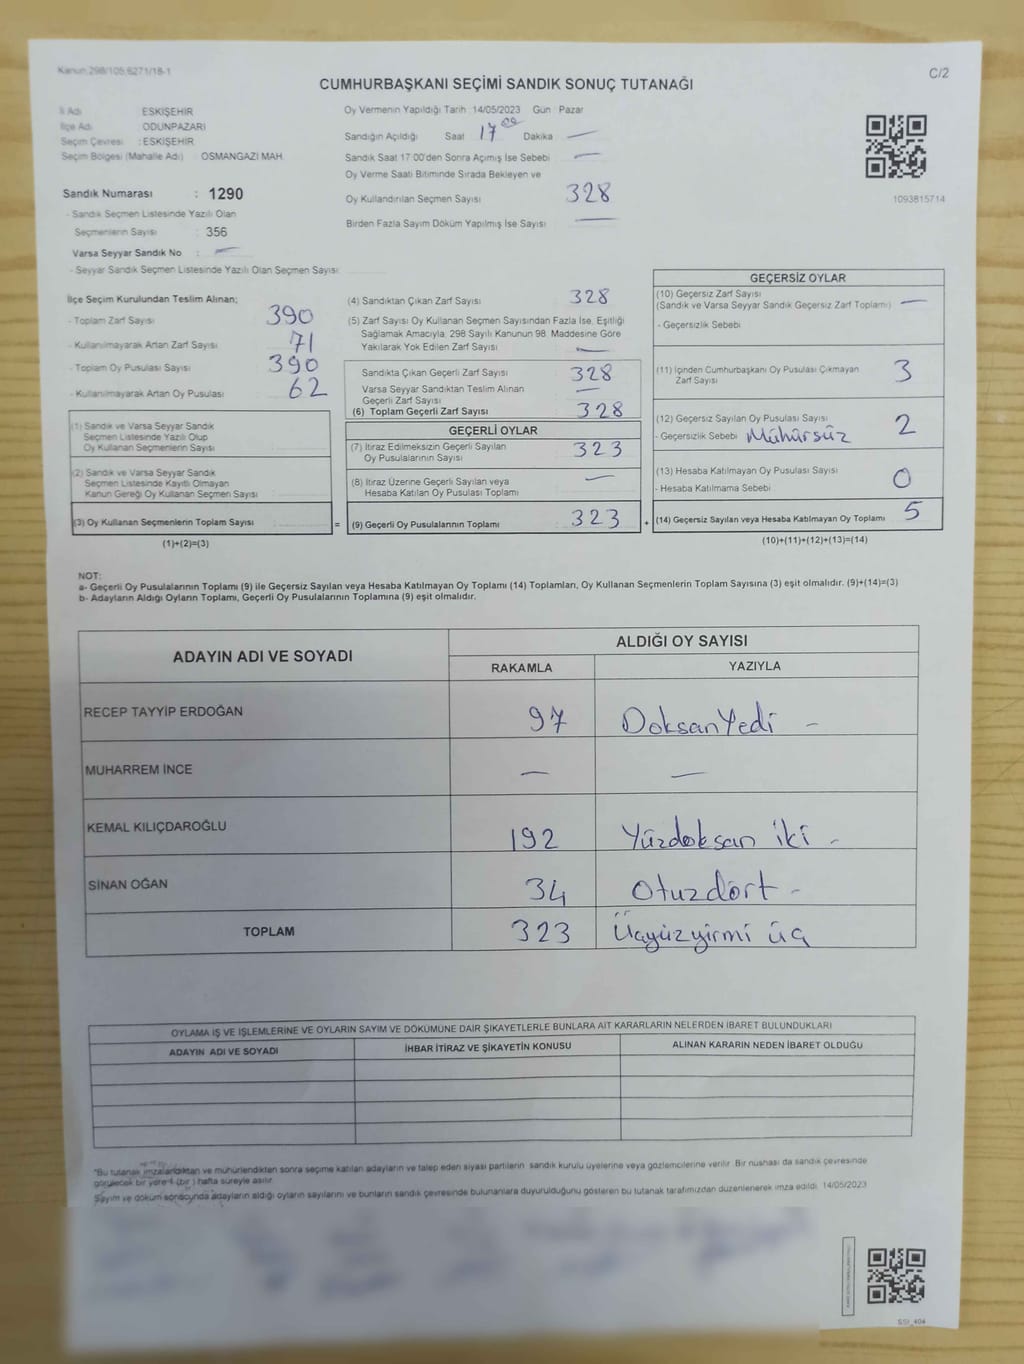 Kanun:298/105,6271/18-1
C/2
CUMHURBAŞKANI SEÇİMİ SANDIK SONUÇ TUTANAĞI
İl Adı ESKİŞEHİR
İlçe Adı ODUNPAZARI
Seçim Çevresi : ESKİŞEHİR
Seçim Bölgesi (Mahalle Adı) OSMANGAZİ MAH.
Sandık Numarası : 1290
- Sandık Seçmen Listesinde Yazılı Olan
Seçmenlerin Sayısı : 356
Varsa Seyyar Sandık No : —
- Seyyar Sandık Seçmen Listesinde Yazılı Olan Seçmen Sayısı:
Oy Vermenin Yapıldığı Tarih :14/05/2023 Gün : Pazar
Sandığın Açıldığı Saat 17 00 Dakika —
Sandık Saat 17:00'den Sonra Açılmış İse Sebebi —
Oy Verme Saati Bitiminde Sırada Bekleyen ve
Oy Kullandırılan Seçmen Sayısı 328
Birden Fazla Sayım Döküm Yapılmış İse Sayısı —
1093815714
İlçe Seçim Kurulundan Teslim Alınan;
- Toplam Zarf Sayısı 390
- Kullanılmayarak Artan Zarf Sayısı 71
- Toplam Oy Pusulası Sayısı 390
- Kullanılmayarak Artan Oy Pusulası 62
(1) Sandık ve Varsa Seyyar Sandık
Seçmen Listesinde Yazılı Olup
Oy Kullanan Seçmenlerin Sayısı
(2) Sandık ve Varsa Seyyar Sandık
Seçmen Listesinde Kayıtlı Olmayan
Kanun Gereği Oy Kullanan Seçmen Sayısı
(3) Oy Kullanan Seçmenlerin Toplam Sayısı
(1)+(2)=(3)
=
(4) Sandıktan Çıkan Zarf Sayısı 328
(5) Zarf Sayısı Oy Kullanan Seçmen Sayısından Fazla İse, Eşitliği
Sağlamak Amacıyla; 298 Sayılı Kanunun 98. Maddesine Göre
Yakılarak Yok Edilen Zarf Sayısı —
Sandıkta Çıkan Geçerli Zarf Sayısı 328
Varsa Seyyar Sandıktan Teslim Alınan
Geçerli Zarf Sayısı —
(6) Toplam Geçerli Zarf Sayısı 328
GEÇERLİ OYLAR
(7) İtiraz Edilmeksizin Geçerli Sayılan
Oy Pusulalarının Sayısı 323
(8) İtiraz Üzerine Geçerli Sayılan veya
Hesaba Katılan Oy Pusulası Toplamı —
(9) Geçerli Oy Pusulalarının Toplamı 323
+
GEÇERSİZ OYLAR
(10) Geçersiz Zarf Sayısı
(Sandık ve Varsa Seyyar Sandık Geçersiz Zarf Toplamı) —
- Geçersizlik Sebebi
(11) İçinden Cumhurbaşkanı Oy Pusulası Çıkmayan
Zarf Sayısı 3
(12) Geçersiz Sayılan Oy Pusulası Sayısı 2
- Geçersizlik Sebebi Mühürsüz
(13) Hesaba Katılmayan Oy Pusulası Sayısı 0
- Hesaba Katılmama Sebebi
(14) Geçersiz Sayılan veya Hesaba Katılmayan Oy Toplamı 5
(10)+(11)+(12)+(13)=(14)
NOT:
a- Geçerli Oy Pusulalarının Toplamı (9) ile Geçersiz Sayılan veya Hesaba Katılmayan Oy Toplamı (14) Toplamları, Oy Kullanan Seçmenlerin Toplam Sayısına (3) eşit olmalıdır. (9)+(14)=(3)
b- Adayların Aldığı Oyların Toplamı, Geçerli Oy Pusulalarının Toplamına (9) eşit olmalıdır.
ADAYIN ADI VE SOYADI
ALDIĞI OY SAYISI
RAKAMLA YAZIYLA
RECEP TAYYİP ERDOĞAN 97 Doksan Yedi -
MUHARREM İNCE — —
KEMAL KILIÇDAROĞLU 192 Yüzdoksan iki -
SİNAN OĞAN 34 Otuzdört -
TOPLAM 323 Üçyüzyirmi üç
OYLAMA İŞ VE İŞLEMLERİNE VE OYLARIN SAYIM VE DÖKÜMÜNE DAİR ŞİKAYETLERLE BUNLARA AİT KARARLARIN NELERDEN İBARET BULUNDUKLARI
ADAYIN ADI VE SOYADI İHBAR İTİRAZ VE ŞİKAYETİN KONUSU ALINAN KARARIN NEDEN İBARET OLDUĞU
"Bu tutanak imzalandıktan ve mühürlendikten sonra seçime katılan adayların ve talep eden siyasi partilerin sandık kurulu üyelerine veya gözlemcilerine verilir. Bir nüshası da sandık çevresinde
görülecek bir yere 1 (bir) hafta süreyle asılır.
Sayım ve döküm sonucunda adayların aldığı oyların sayılarını ve bunların sandık çevresinde bulunanlara duyurulduğunu gösteren bu tutanak tarafımızdan düzenlenerek imza edildi. 14/05/2023
SSİ_404